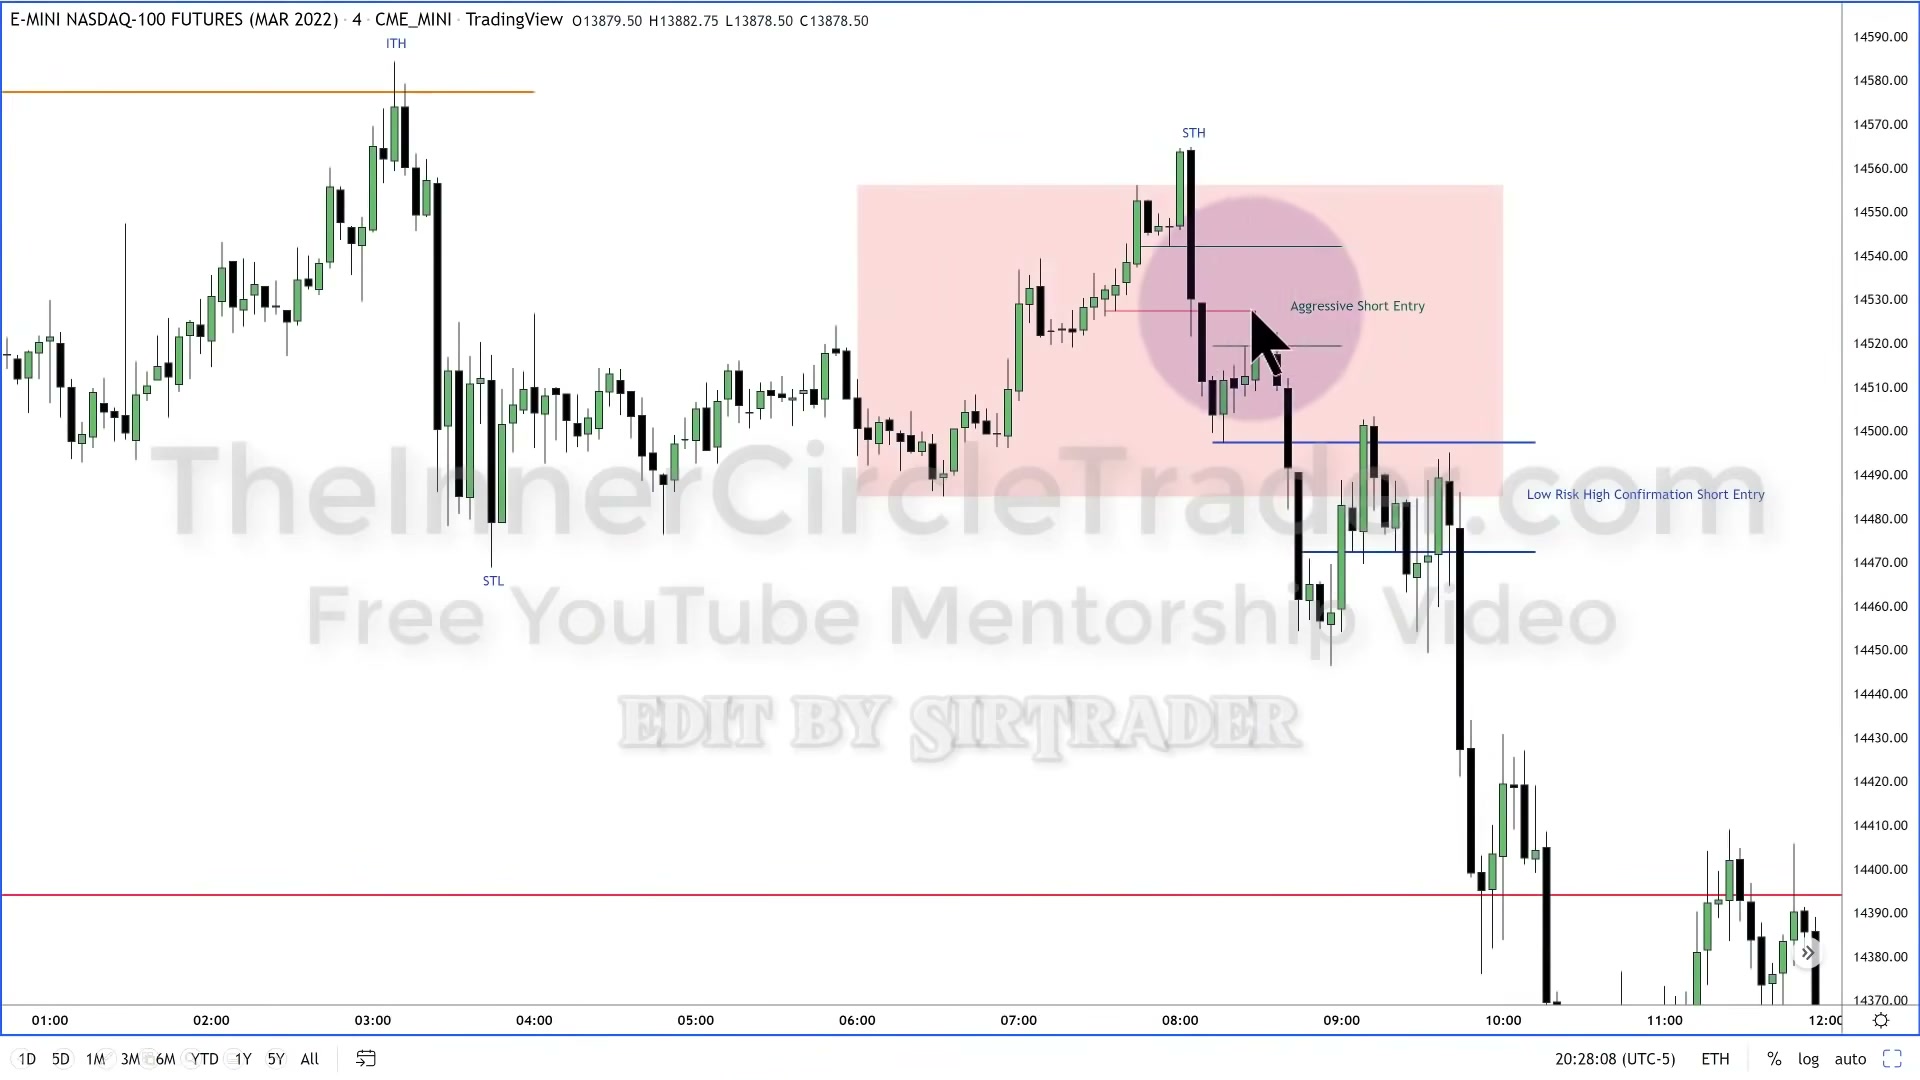 E-MINI NASDAQ-100 FUTURES (MAR 2022) · 4 · CME_MINI · TradingView O13879.50 H13882.75 L13878.50 C13878.50
14590.00
ITH
14580.00
14570.00
STH
14560.00
14550.00
14540.00
14530.00
Aggressive Short Entry
14520.00
14510.00
14500.00
14490.00
TheInnerCircleTrader.com
Low Risk High Confirmation Short Entry
14480.00
14470.00
STL
14460.00
Free YouTube Mentorship Video
14450.00
14440.00
EDIT BY SIRTRADER
14430.00
14420.00
14410.00
14400.00
14390.00
14380.00
14370.00
01:00 02:00 03:00 04:00 05:00 06:00 07:00 08:00 09:00 10:00 11:00 12:00
1D 5D 1M 3M 6M YTD 1Y 5Y All 20:28:08 (UTC-5) ETH % log auto